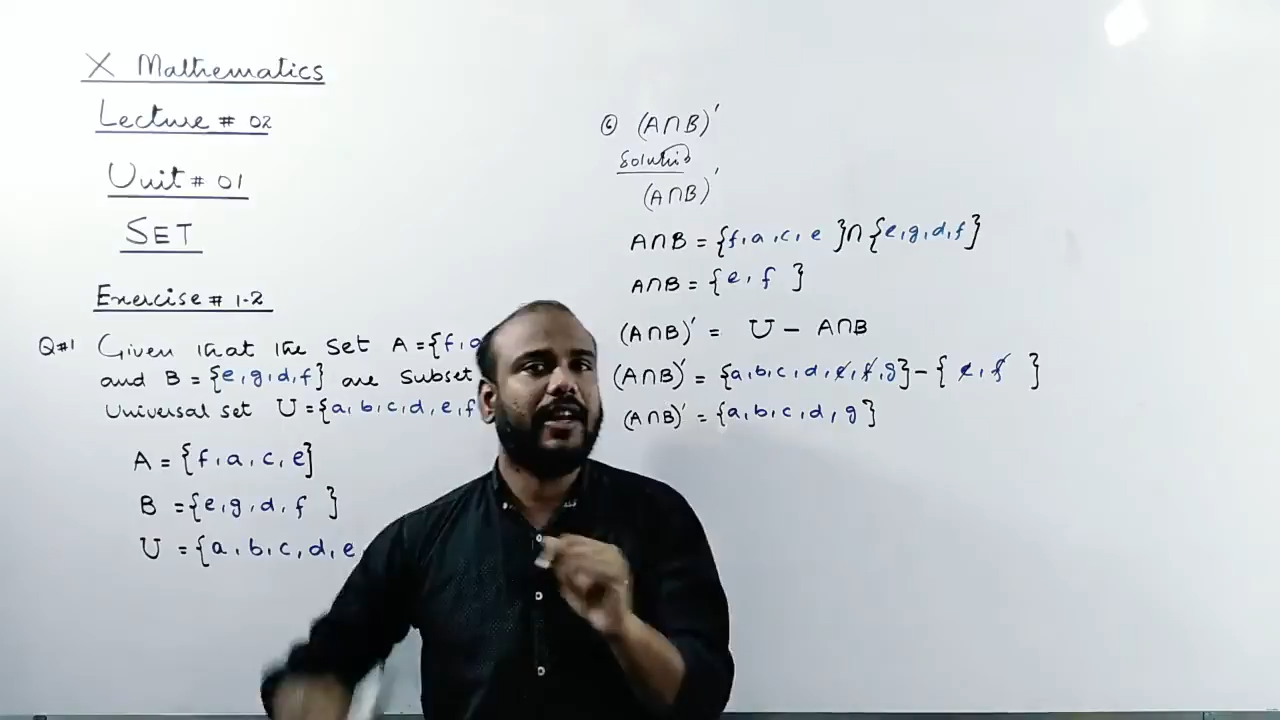 X Mathematics
Lecture # 02
Unit # 01
SET
Exercise # 1.2
Q#1 Given that the set A = {f, a
and B = {e, g, d, f} are subset
Universal set U = {a, b, c, d, e, f
A = {f, a, c, e}
B = {e, g, d, f }
U = {a, b, c, d, e,
(A∩B)′
Solution
(A∩B)′
A∩B = {f, a, c, e }∩{e, g, d, f}
A∩B = {e, f }
(A∩B)′ = U − A∩B
(A∩B)′ = {a, b, c, d, e, f, g} − { e, f }
(A∩B)′ = {a, b, c, d, g}